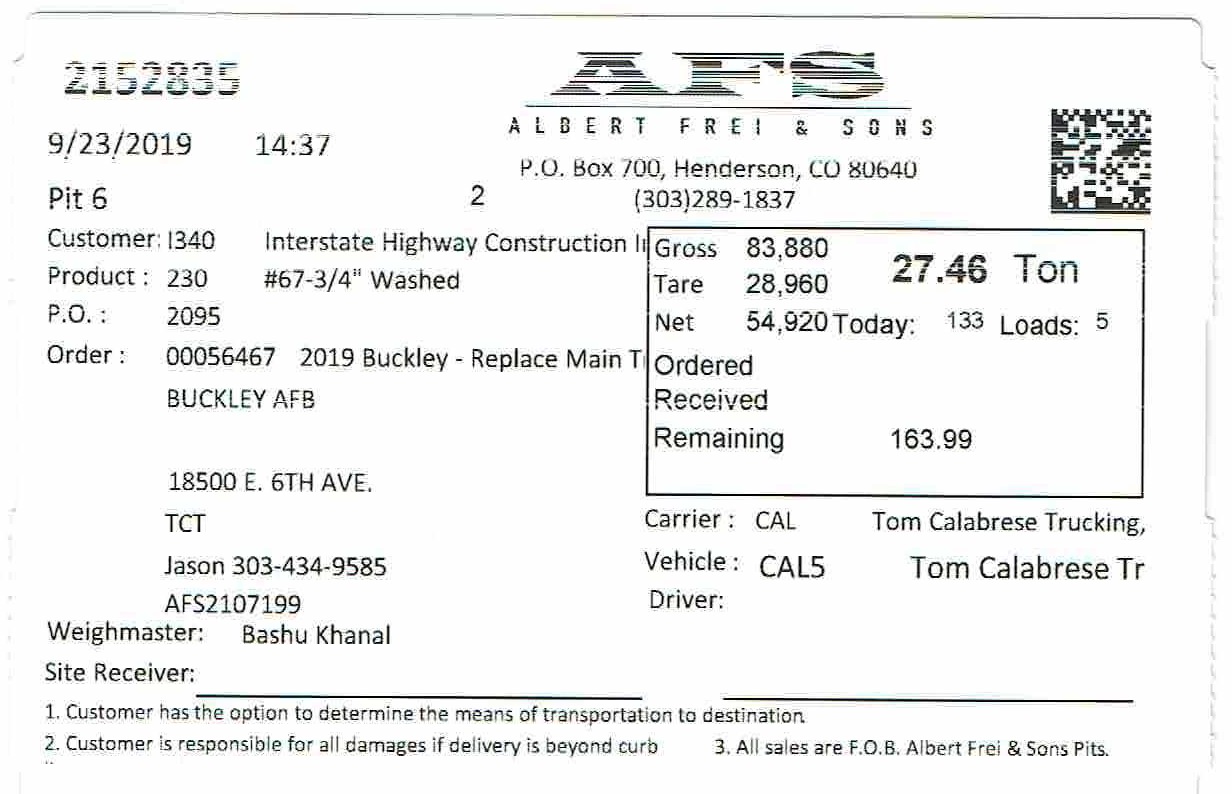 2152835
AFS
ALBERT FREI & SONS
9/23/2019 14:37
P.O. Box 700, Henderson, CO 80640
Pit 6 2 (303)289-1837
Customer: I340 Interstate Highway Construction I
Gross 83,880 27.46 Ton
Product : 230 #67-3/4" Washed
Tare 28,960
P.O. : 2095
Net 54,920 Today: 133 Loads: 5
Order : 00056467 2019 Buckley - Replace Main T
Ordered
BUCKLEY AFB
Received
Remaining 163.99
18500 E. 6TH AVE.
TCT
Carrier : CAL Tom Calabrese Trucking,
Jason 303-434-9585
Vehicle : CAL5 Tom Calabrese Tr
AFS2107199
Driver:
Weighmaster: Bashu Khanal
Site Receiver:
1. Customer has the option to determine the means of transportation to destination
2. Customer is responsible for all damages if delivery is beyond curb 3. All sales are F.O.B. Albert Frei & Sons Pits.